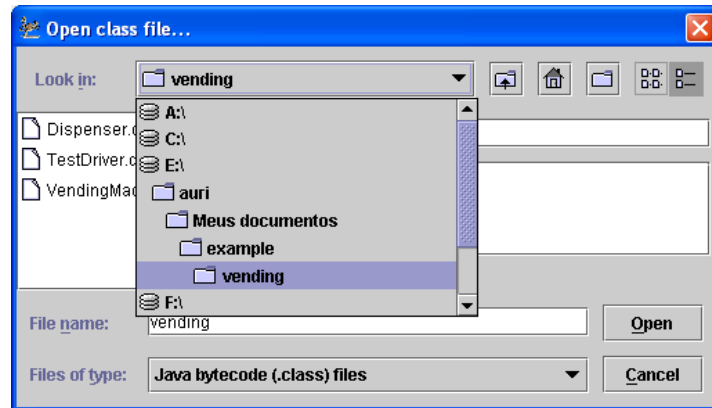 Open class file...
Look in:
vending
A:\
C:\
E:\
auri
Meus documentos
example
vending
F:\
Dispenser.
TestDriver.c
VendingMac
File name:
vending
Open
Files of type:
Java bytecode (.class) files
Cancel